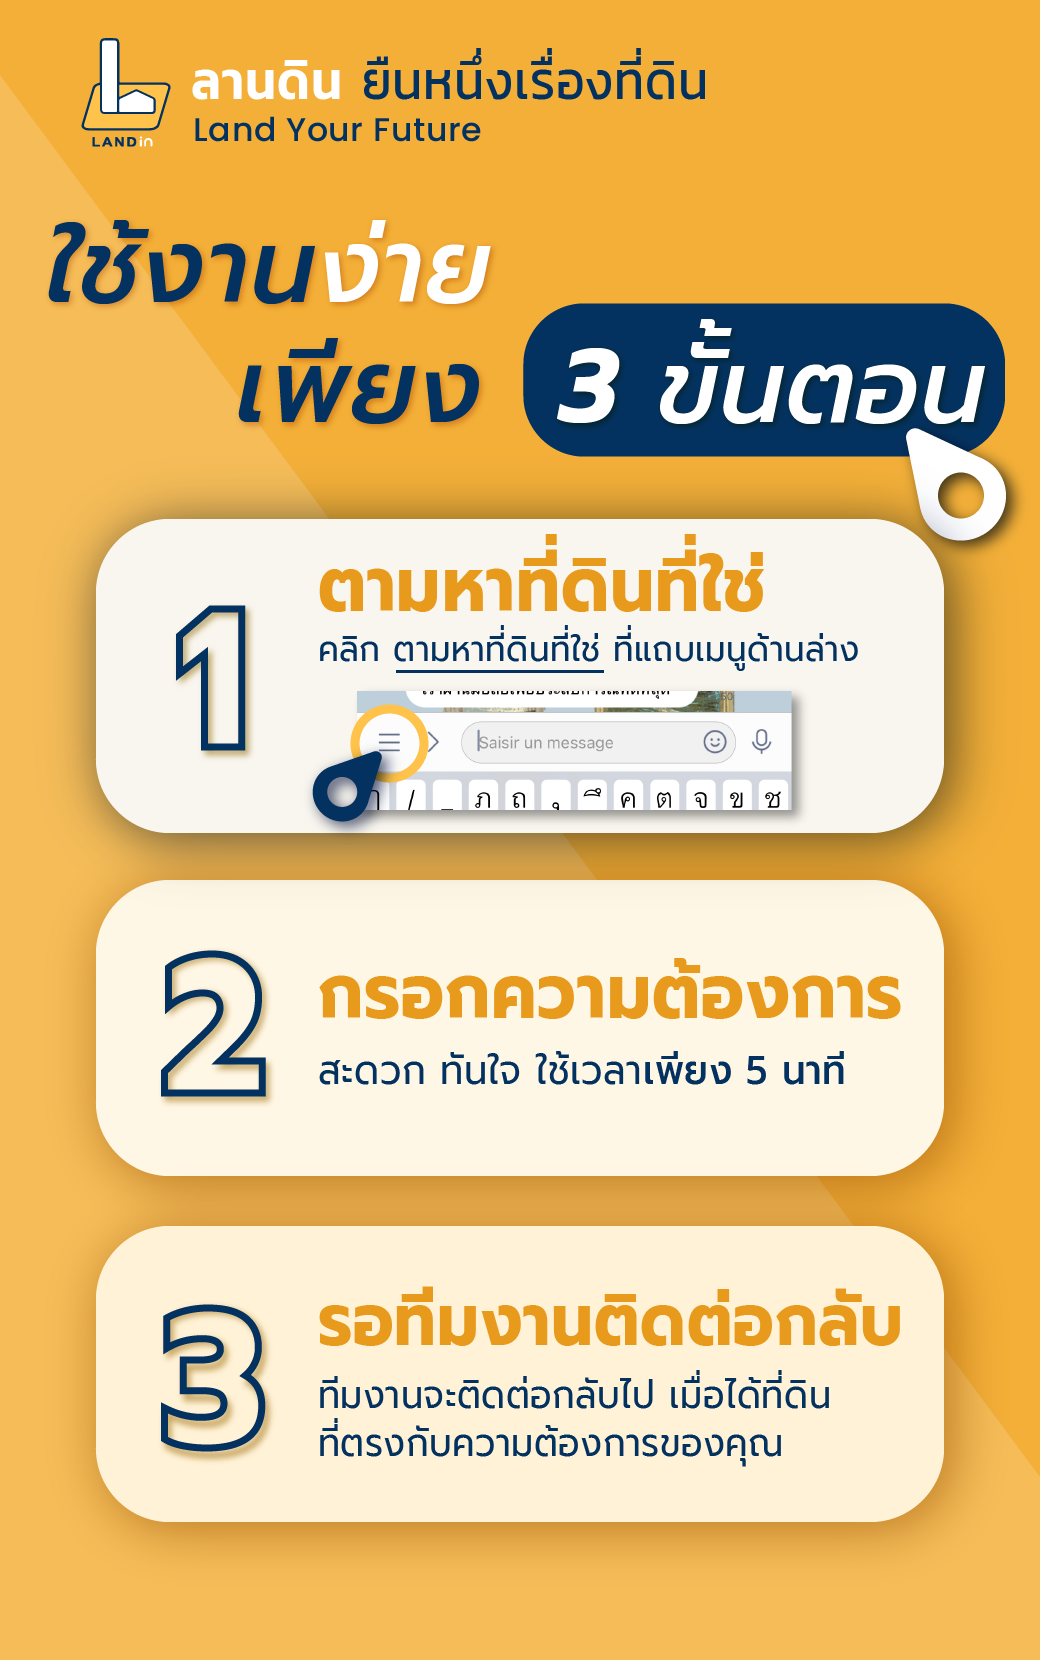 LANDin
ลานดิน ยืนหนึ่งเรื่องที่ดิน
Land Your Future
ใช้งานง่าย
เพียง 3 ขั้นตอน
1
ตามหาที่ดินที่ใช่
คลิก ตามหาที่ดินที่ใช่ ที่แถบเมนูด้านล่าง
Saisir un message
/ _ ภ ถ ุ ึ ค ต จ ข ช
2
กรอกความต้องการ
สะดวก ทันใจ ใช้เวลาเพียง 5 นาที
3
รอทีมงานติดต่อกลับ
ทีมงานจะติดต่อกลับไป เมื่อได้ที่ดิน
ที่ตรงกับความต้องการของคุณ